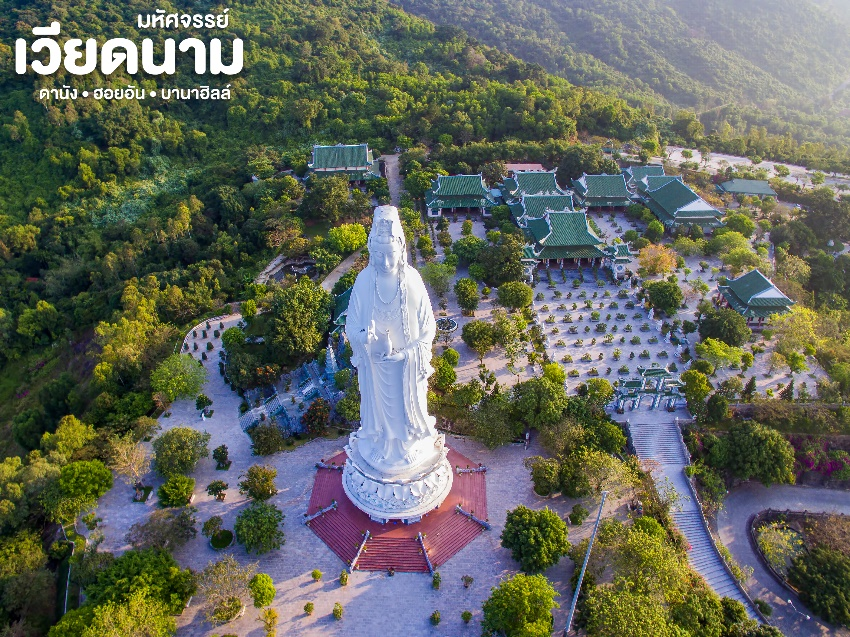 มหัศจรรย์
เวียดนาม
ดานัง • ฮอยอัน • บานาฮิลล์